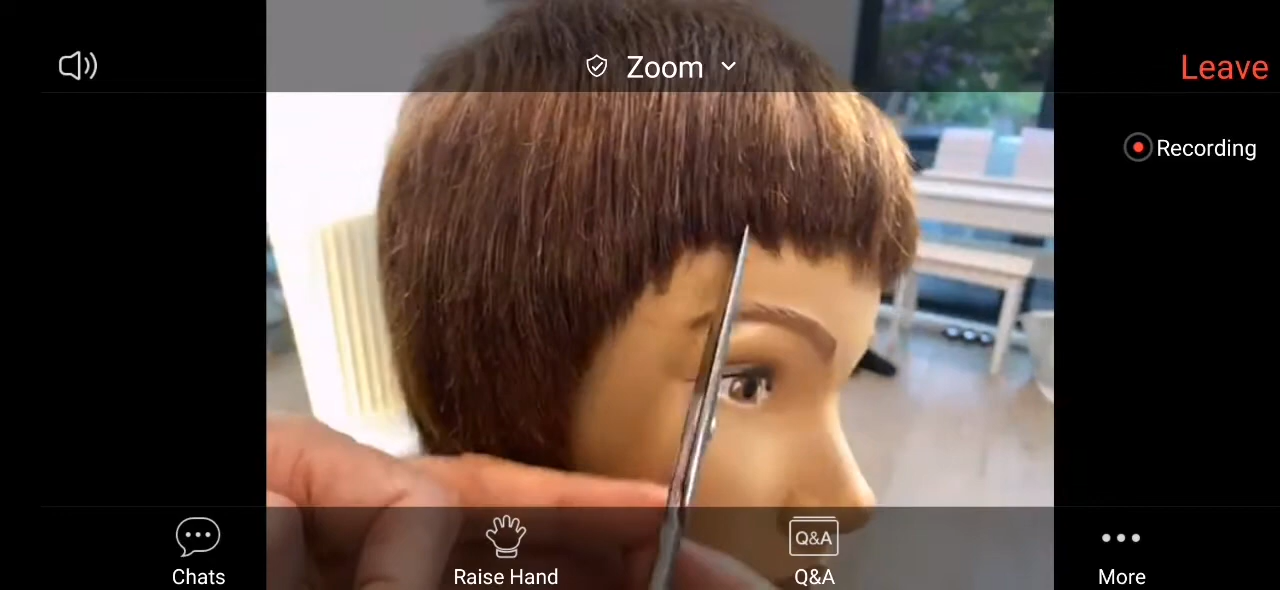 Zoom
Leave
Recording
Q&A
Chats
Raise Hand
Q&A
More